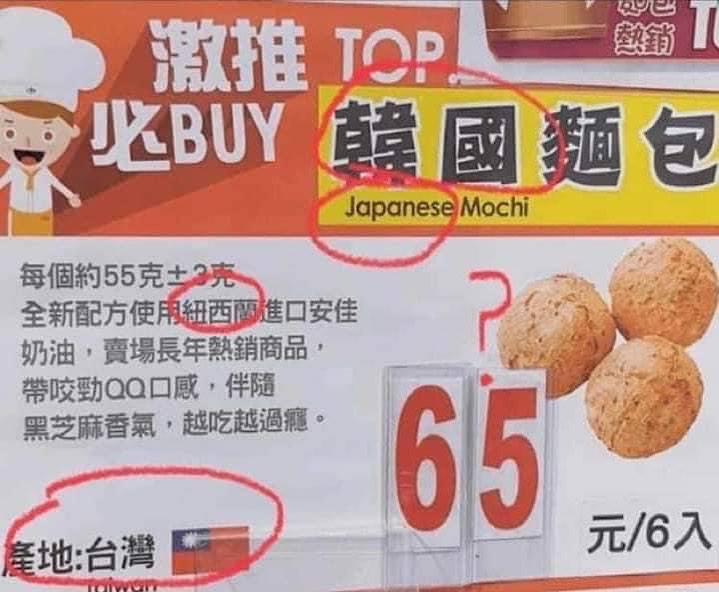 激推 TOP
必BUY
熱銷
韓國麵包
Japanese Mochi
每個約55克±3克
全新配方使用紐西蘭進口安佳
奶油，賣場長年熱銷商品，
帶咬勁QQ口感，伴隨
黑芝麻香氣，越吃越過癮。
?
65
元/6入
產地:台灣
Taiwan